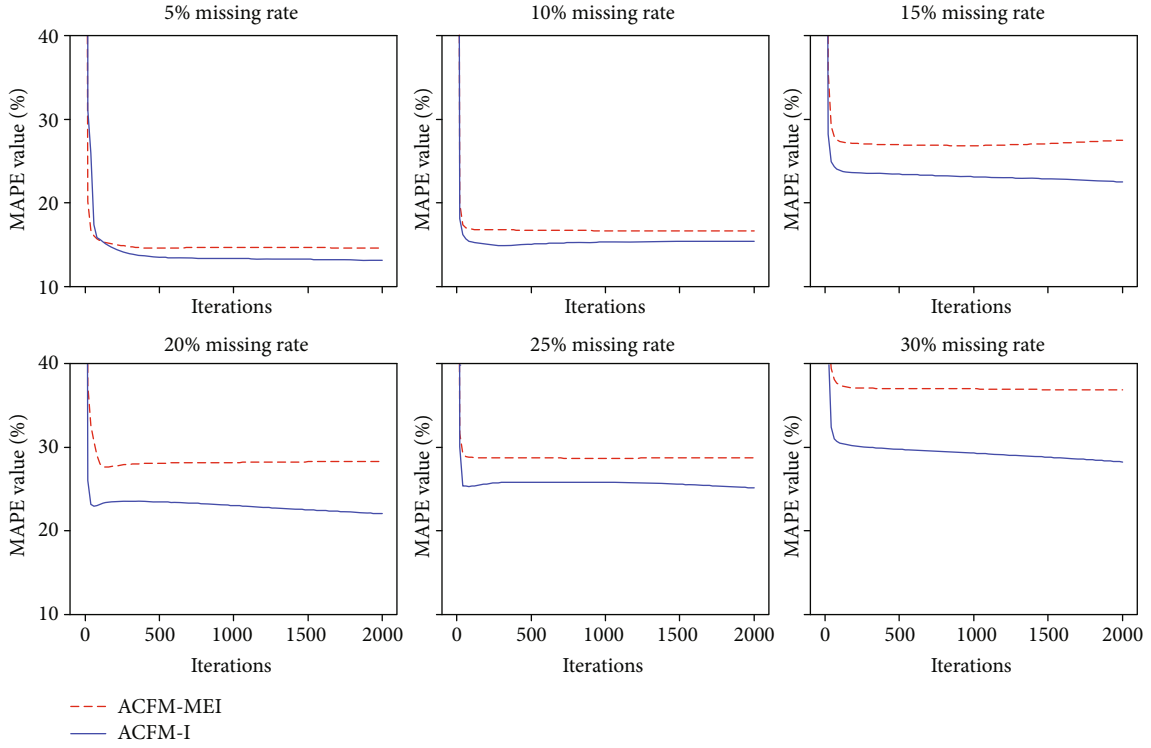 5% missing rate
10% missing rate
15% missing rate
40
30
20
10
MAPE value (%)
MAPE value (%)
MAPE value (%)
Iterations
Iterations
Iterations
20% missing rate
25% missing rate
30% missing rate
40
30
20
10
MAPE value (%)
MAPE value (%)
MAPE value (%)
0 500 1000 1500 2000
0 500 1000 1500 2000
0 500 1000 1500 2000
Iterations
Iterations
Iterations
ACFM-MEI
ACFM-I